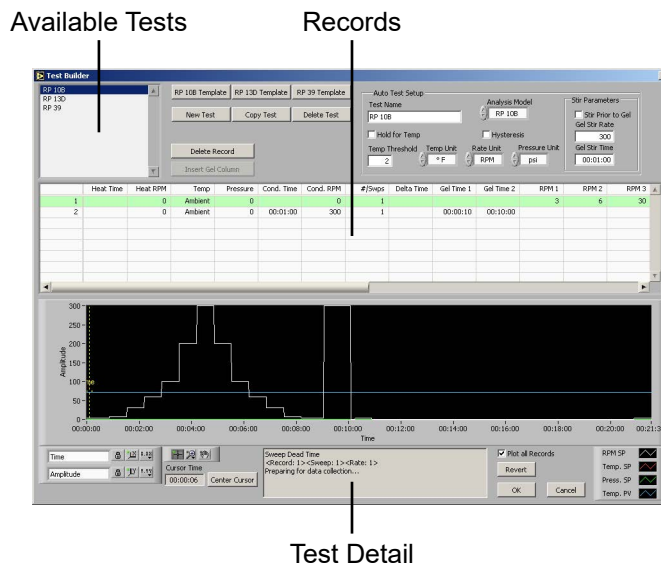 Available Tests
Records
Test Builder
RP 10B
RP 13D
RP 39
RP 10B Template
RP 13D Template
RP 39 Template
New Test
Copy Test
Delete Test
Delete Record
Insert Gel Column
Auto Test Setup
Test Name
RP 10B
Analysis Model
RP 10B
Hold for Temp
Hysteresis
Temp Threshold
2
Temp Unit
° F
Rate Unit
RPM
Pressure Unit
psi
Stir Parameters
Stir Prior to Gel
Gel Stir Rate
300
Gel Stir Time
00:01:00
Heat Time Heat RPM Temp Pressure Cond. Time Cond. RPM #/Swps Delta Time Gel Time 1 Gel Time 2 RPM 1 RPM 2 RPM 3
1 0 Ambient 0 0 1 3 6 30
2 0 Ambient 0 00:01:00 300 1 00:00:10 00:10:00
Amplitude
300
250
200
150
100
50
0
00:00:00 00:02:00 00:04:00 00:06:00 00:08:00 00:10:00 00:12:00 00:14:00 00:16:00 00:18:00 00:20:00 00:21:3
Time
Time
Amplitude
Cursor Time
00:00:06
Center Cursor
Sweep Dead Time
<Record: 1><Sweep: 1><Rate: 1>
Preparing for data collection...
Plot all Records
Revert
OK
Cancel
RPM SP
Temp. SP
Press. SP
Temp. PV
Test Detail